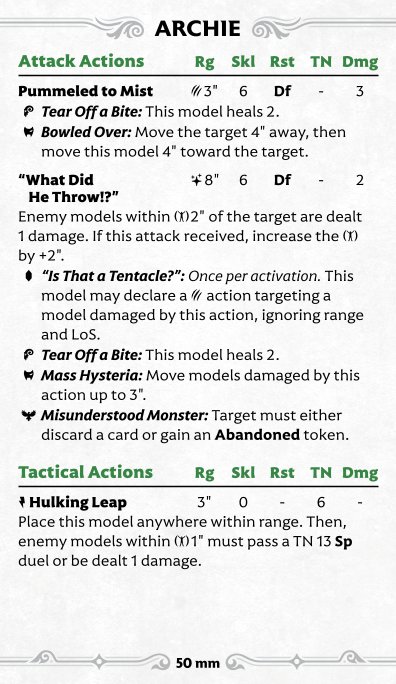 ARCHIE
Attack Actions Rg Skl Rst TN Dmg
Pummeled to Mist 3" 6 Df - 3
Tear Off a Bite: This model heals 2.
Bowled Over: Move the target 4" away, then
move this model 4" toward the target.
“What Did
He Throw!?” 8" 6 Df - 2
Enemy models within 2" of the target are dealt
1 damage. If this attack received, increase the
by +2".
“Is That a Tentacle?”: Once per activation. This
model may declare a action targeting a
model damaged by this action, ignoring range
and LoS.
Tear Off a Bite: This model heals 2.
Mass Hysteria: Move models damaged by this
action up to 3".
Misunderstood Monster: Target must either
discard a card or gain an Abandoned token.
Tactical Actions Rg Skl Rst TN Dmg
Hulking Leap 3" 0 - 6 -
Place this model anywhere within range. Then,
enemy models within 1" must pass a TN 13 Sp
duel or be dealt 1 damage.
50 mm